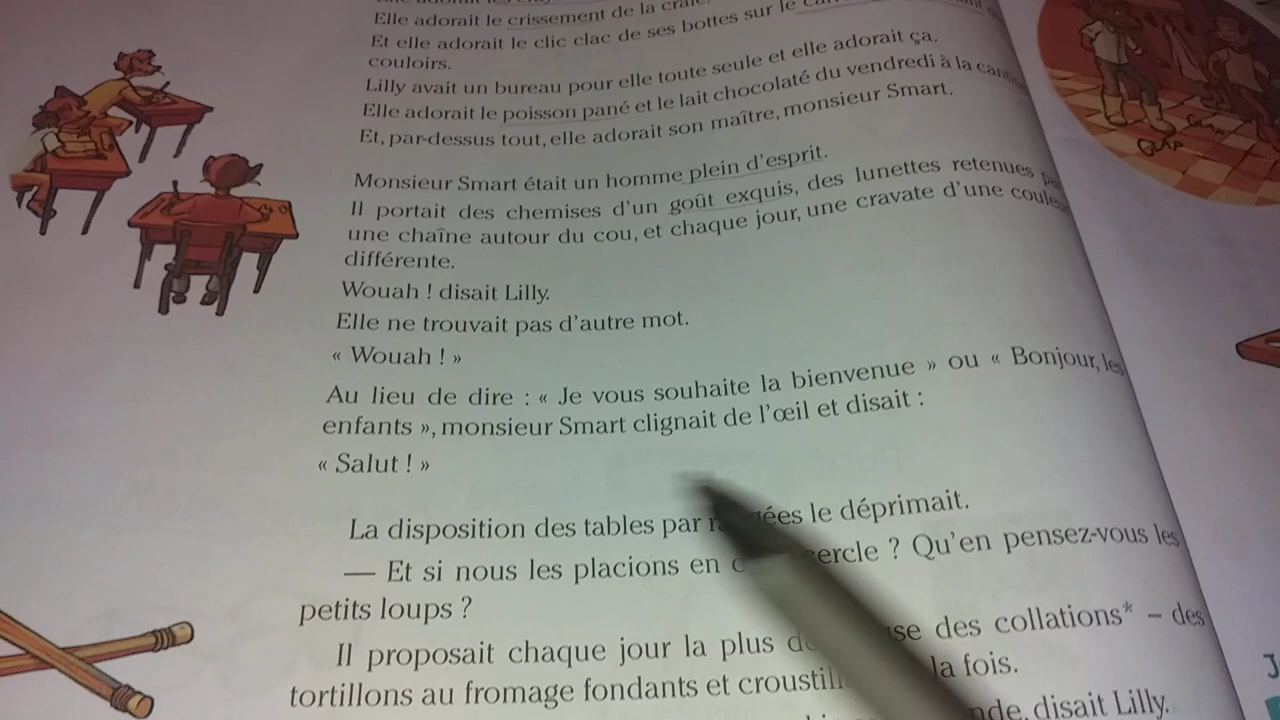 Elle adorait le crissement de la craie
Et elle adorait le clic clac de ses bottes sur le
couloirs.
Lilly avait un bureau pour elle toute seule et elle adorait ça.
Elle adorait le poisson pané et le lait chocolaté du vendredi à la
Et, par-dessus tout, elle adorait son maître, monsieur Smart.
Monsieur Smart était un homme plein d'esprit.
Il portait des chemises d'un goût exquis, des lunettes retenues
une chaîne autour du cou, et chaque jour, une cravate d'une
différente.
Wouah ! disait Lilly.
Elle ne trouvait pas d'autre mot.
« Wouah ! »
Au lieu de dire : « Je vous souhaite la bienvenue » ou « Bonjour, les
enfants », monsieur Smart clignait de l'œil et disait :
« Salut ! »
La disposition des tables par le déprimait.
— Et si nous les placions en cercle ? Qu'en pensez-vous les
petits loups ?
Il proposait chaque jour la plus des collations* – des
tortillons au fromage fondants et la fois.
disait Lilly.
CLAP